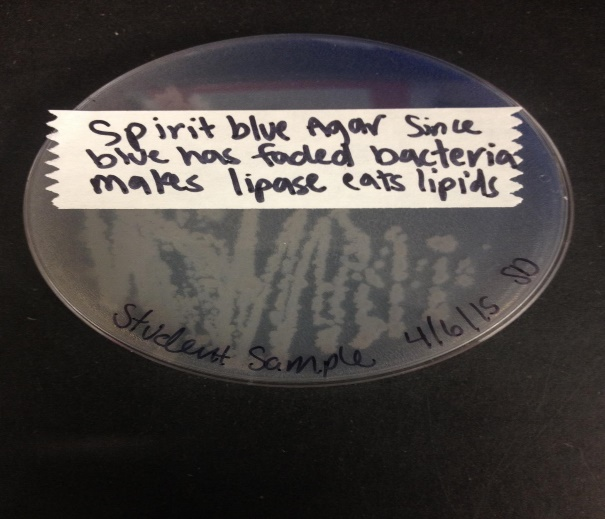 Spirit blue Agar Since
blue has faded bacteria
makes lipase eats lipids
Student Sample 4/6/15 SD